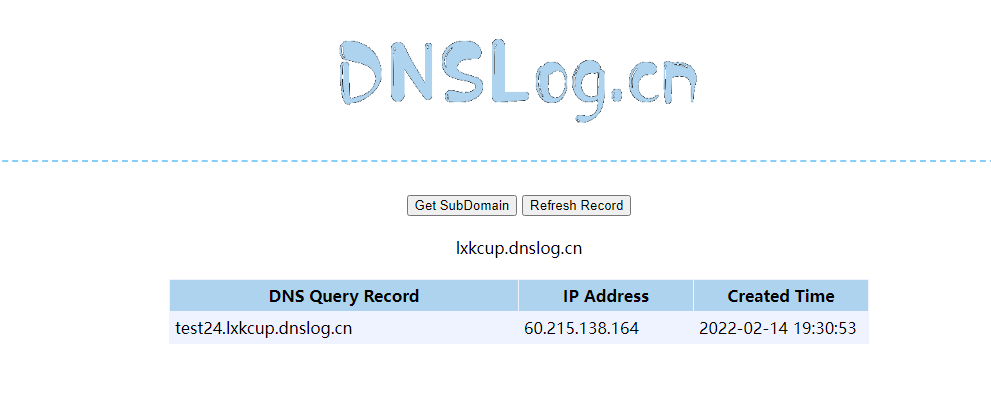 DNSLog.cn
Get SubDomain Refresh Record
lxkcup.dnslog.cn
DNS Query Record IP Address Created Time
test24.lxkcup.dnslog.cn 60.215.138.164 2022-02-14 19:30:53